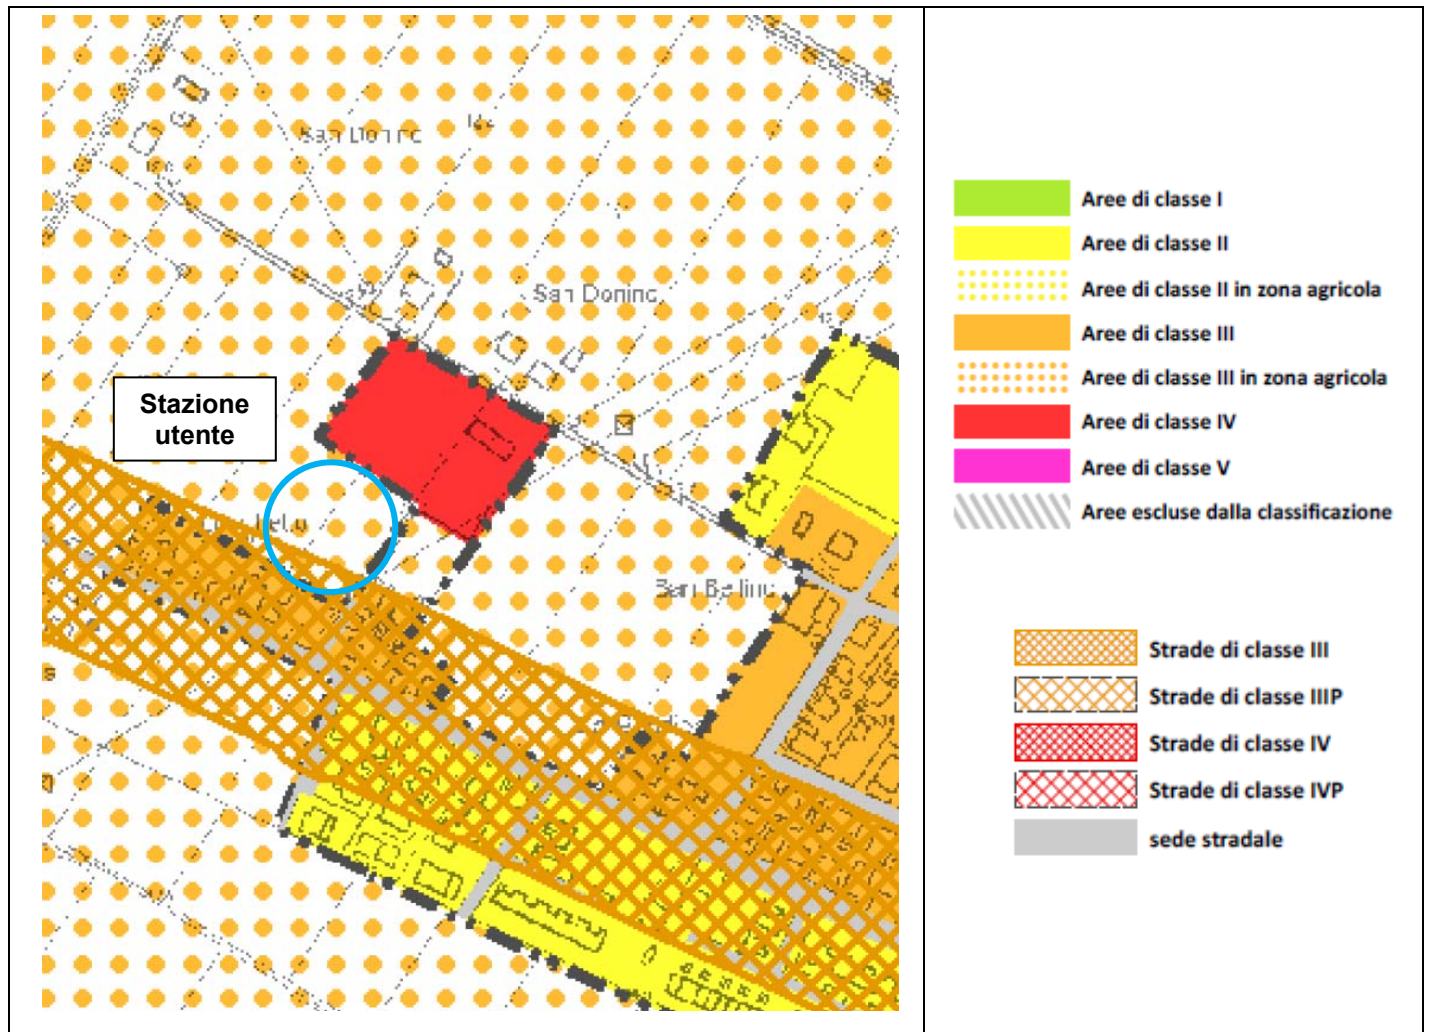 San Donino
San Donino
Stazione
utente
San Bellino
Aree di classe I
Aree di classe II
Aree di classe II in zona agricola
Aree di classe III
Aree di classe III in zona agricola
Aree di classe IV
Aree di classe V
Aree escluse dalla classificazione
Strade di classe III
Strade di classe IIIP
Strade di classe IV
Strade di classe IVP
sede stradale